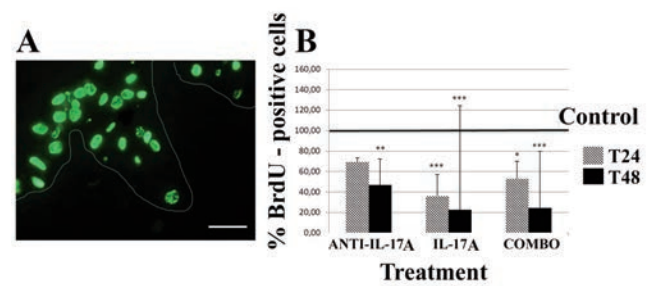 A
B
% BrdU - positive cells
160,00
140,00
120,00
100,00
80,00
60,00
40,00
20,00
0,00
**
***
***
*
***
Control
T24
T48
ANTI-IL-17A IL-17A COMBO
Treatment